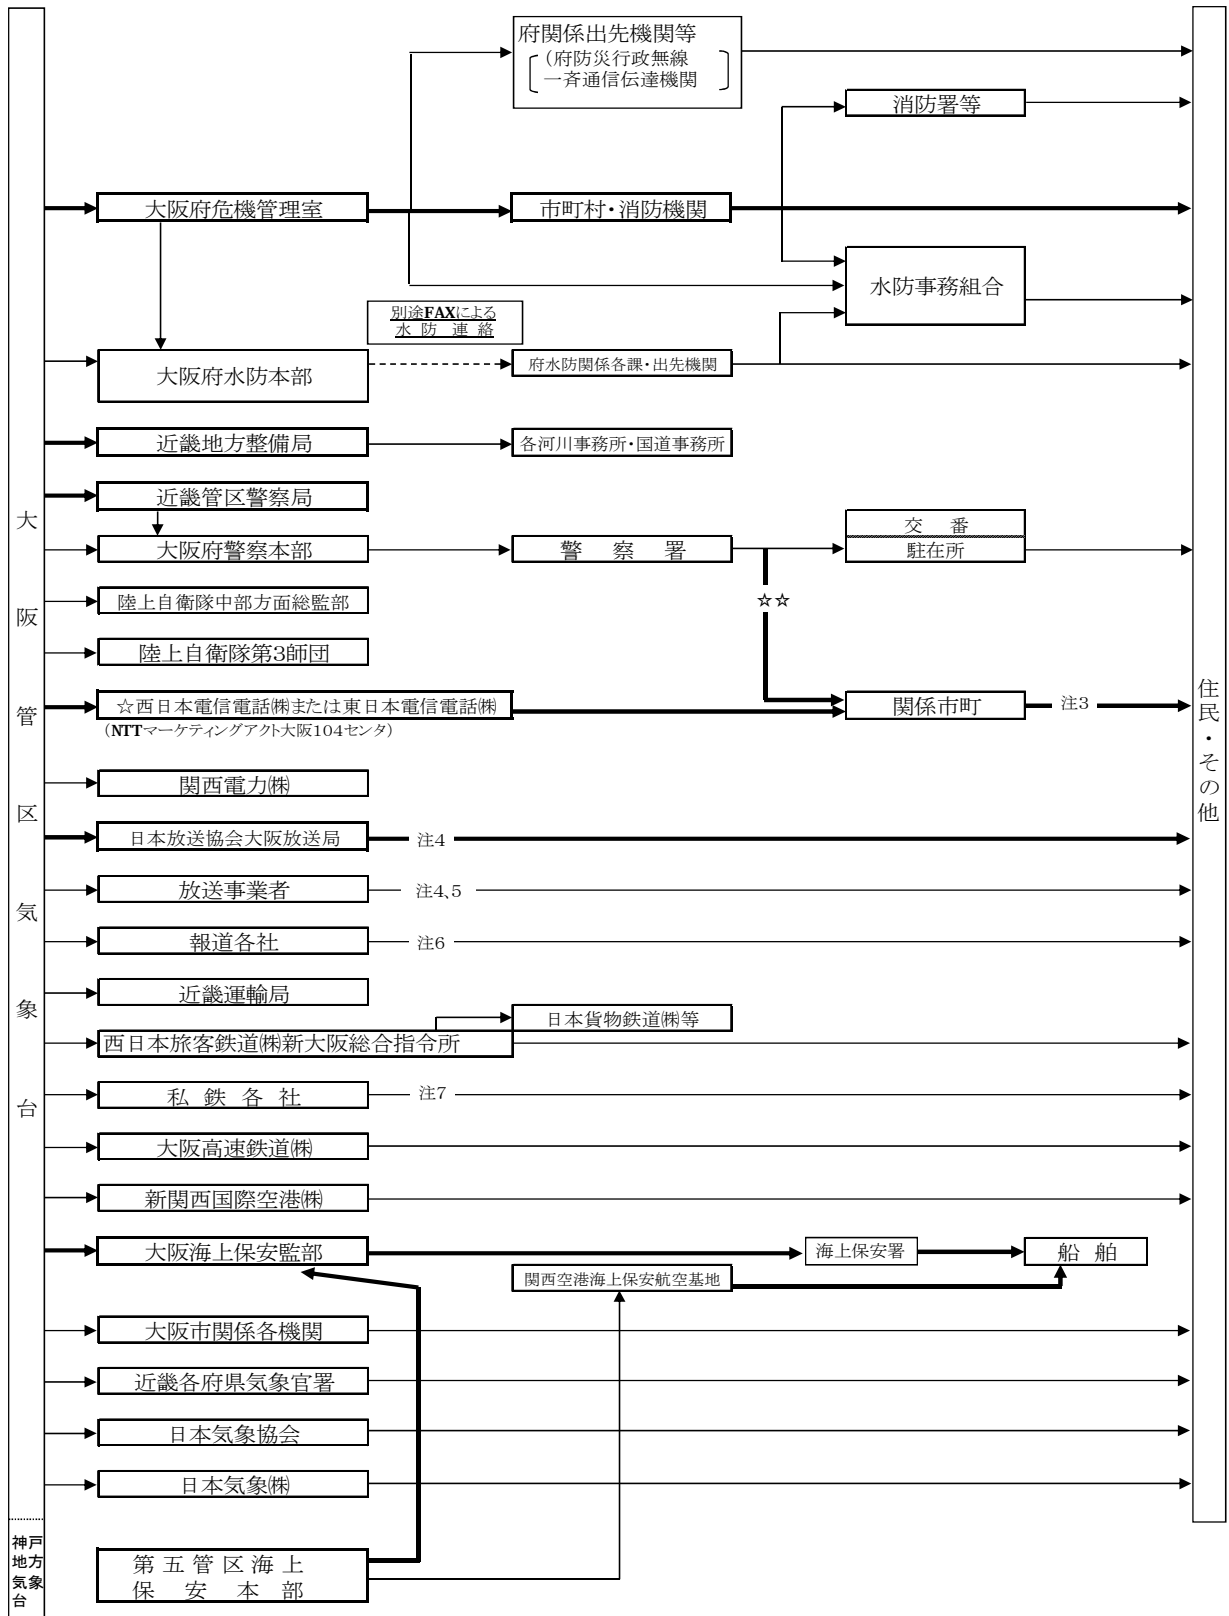 府関係出先機関等
(府防災行政無線
一斉通信伝達機関
消防署等
大阪府危機管理室
市町村・消防機関
水防事務組合
別途FAXによる
水 防 連 絡
大阪府水防本部
府水防関係各課・出先機関
近畿地方整備局
各河川事務所・国道事務所
近畿管区警察局
大阪府警察本部
警 察 署
交 番
駐在所
☆☆
陸上自衛隊中部方面総監部
陸上自衛隊第3師団
☆西日本電信電話㈱または東日本電信電話㈱
(NTTマーケティングアクト大阪104センタ)
関係市町
注3
関西電力㈱
日本放送協会大阪放送局
注4
放送事業者
注4、5
報道各社
注6
近畿運輸局
日本貨物鉄道㈱等
西日本旅客鉄道㈱新大阪総合指令所
私 鉄 各 社
注7
大阪高速鉄道㈱
新関西国際空港㈱
大阪海上保安監部
海上保安署
船 舶
関西空港海上保安航空基地
大阪市関係各機関
近畿各府県気象官署
日本気象協会
日本気象㈱
第 五 管 区 海 上
保 安 本 部
大阪管区気象台
神戸
地方
気象
台
住民・その他